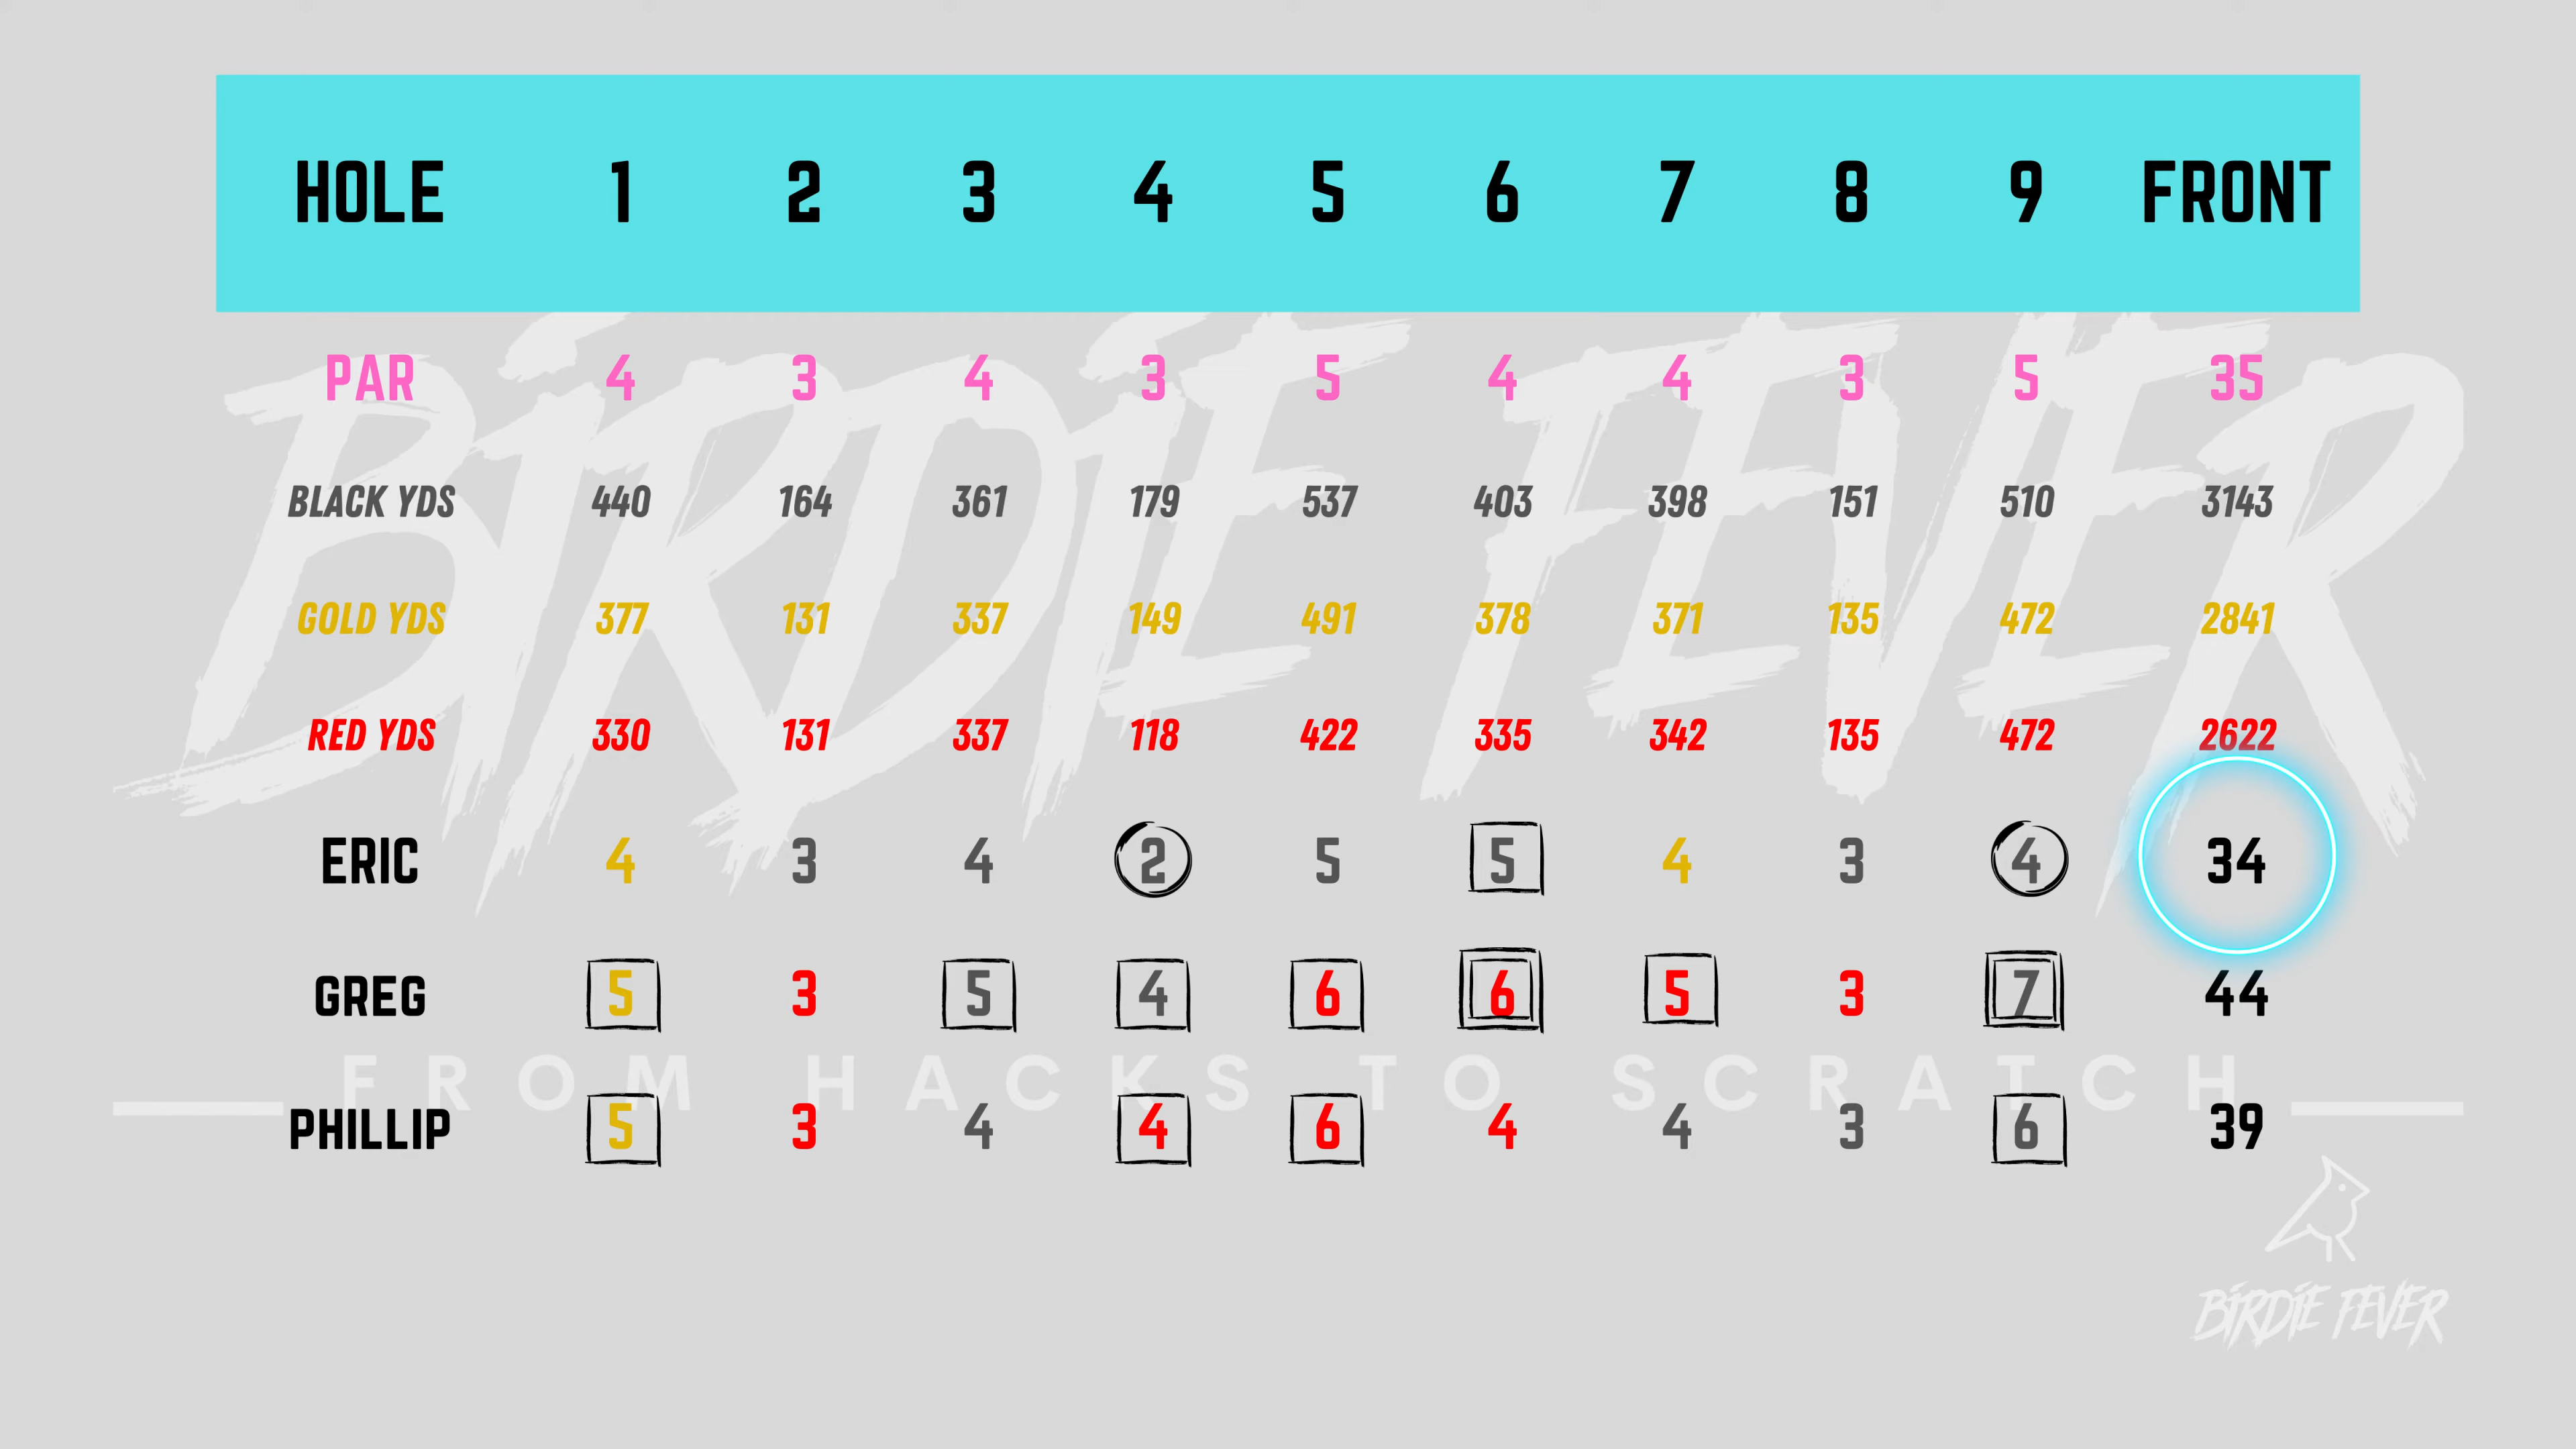 HOLE 1 2 3 4 5 6 7 8 9 FRONT
PAR 4 3 4 3 5 4 4 3 5 35
BLACK YDS 440 164 361 179 537 403 398 151 510 3143
GOLD YDS 377 131 337 149 491 378 371 135 472 2841
RED YDS 330 131 337 118 422 335 342 135 472 2622
BIRDIE FEVER
ERIC 4 3 4 2 5 5 4 3 4 34
GREG 5 3 5 4 6 6 5 3 7 44
FROM HACKS TO SCRATCH
PHILLIP 5 3 4 4 6 4 4 3 6 39
BIRDIE FEVER